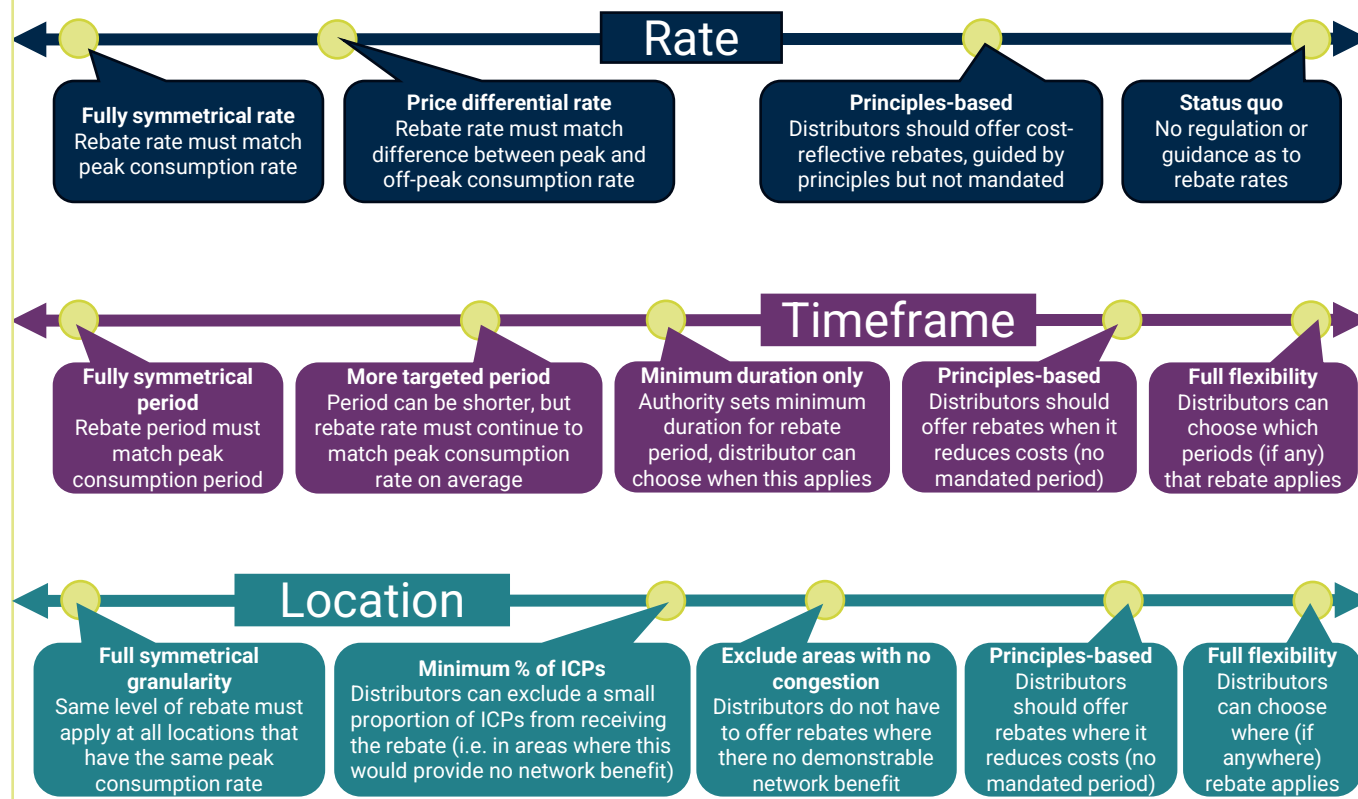 Rate
Fully symmetrical rate
Rebate rate must match
peak consumption rate
Price differential rate
Rebate rate must match
difference between peak and
off-peak consumption rate
Principles-based
Distributors should offer cost-
reflective rebates, guided by
principles but not mandated
Status quo
No regulation or
guidance as to
rebate rates
Timeframe
Fully symmetrical
period
Rebate period must
match peak
consumption period
More targeted period
Period can be shorter, but
rebate rate must continue to
match peak consumption
rate on average
Minimum duration only
Authority sets minimum
duration for rebate
period, distributor can
choose when this applies
Principles-based
Distributors should
offer rebates when it
reduces costs (no
mandated period)
Full flexibility
Distributors can
choose which
periods (if any)
that rebate applies
Location
Full symmetrical
granularity
Same level of rebate must
apply at all locations that
have the same peak
consumption rate
Minimum % of ICPs
Distributors can exclude a small
proportion of ICPs from receiving
the rebate (i.e. in areas where this
would provide no network benefit)
Exclude areas with no
congestion
Distributors do not have
to offer rebates where
there no demonstrable
network benefit
Principles-based
Distributors
should offer
rebates where it
reduces costs (no
mandated period)
Full flexibility
Distributors
can choose
where (if
anywhere)
rebate applies